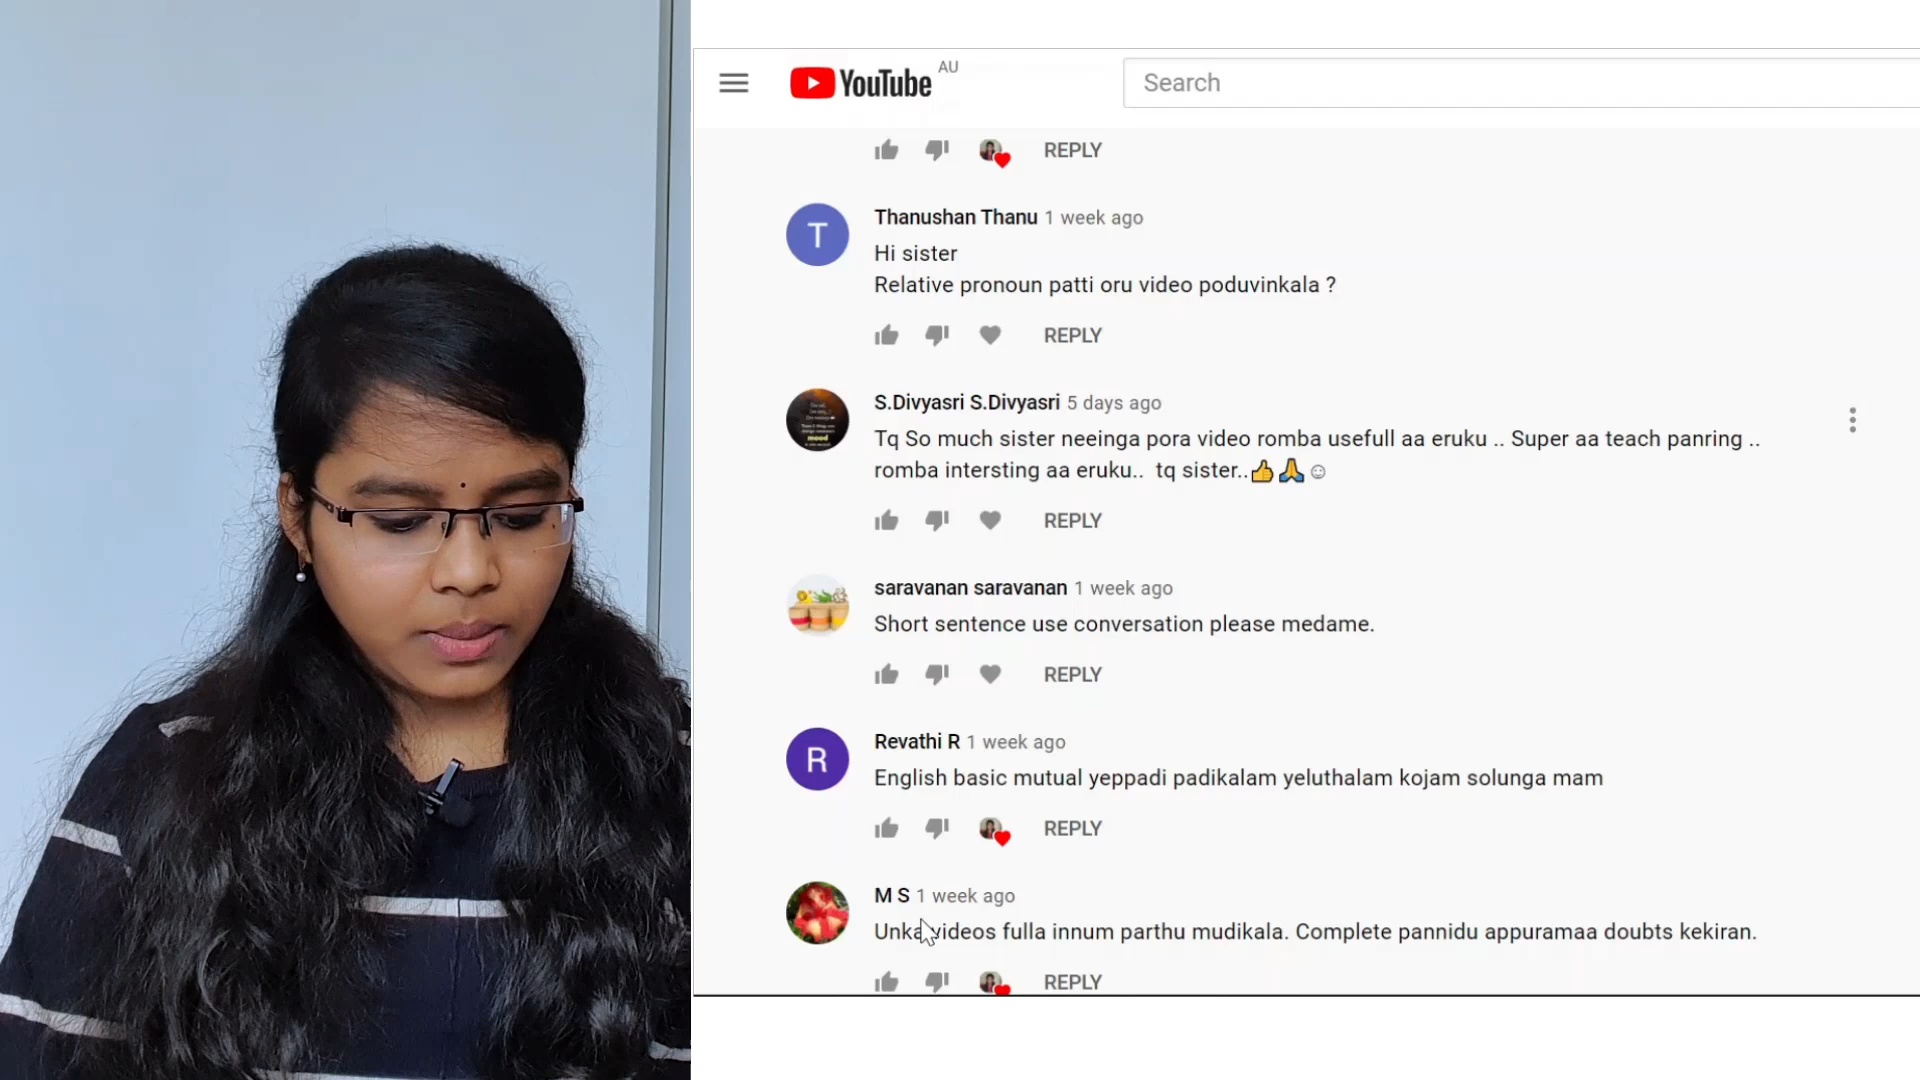 YouTube AU
Search
REPLY
Thanushan Thanu 1 week ago
Hi sister
Relative pronoun patti oru video poduvinkala ?
REPLY
S.Divyasri S.Divyasri 5 days ago
Tq So much sister neeinga pora video romba usefull aa eruku .. Super aa teach panring ..
romba intersting aa eruku.. tq sister..👍🙏☺
REPLY
saravanan saravanan 1 week ago
Short sentence use conversation please medame.
REPLY
R
Revathi R 1 week ago
English basic mutual yeppadi padikalam yeluthalam kojam solunga mam
REPLY
M S 1 week ago
Unka videos fulla innum parthu mudikala. Complete pannidu appuramaa doubts kekiran.
REPLY
T